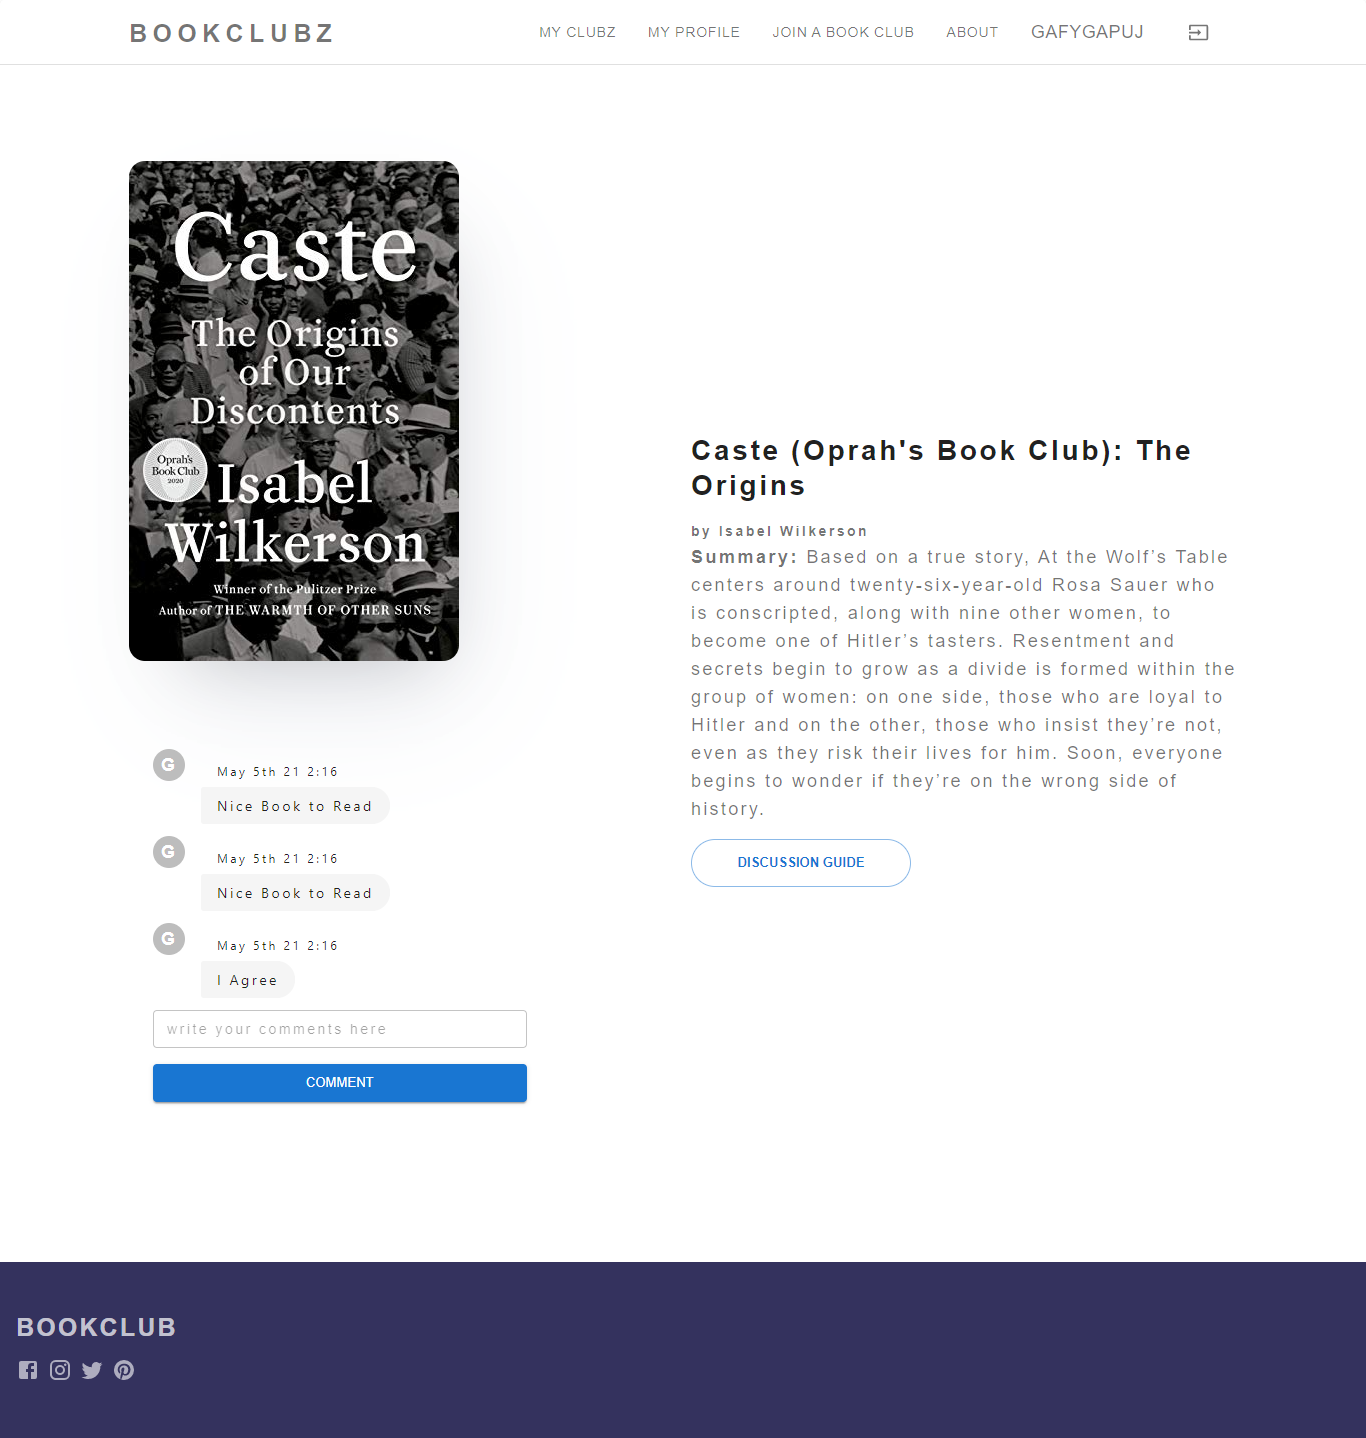 BOOKCLUBZ
MY CLUBZ MY PROFILE JOIN A BOOK CLUB ABOUT GAFYGAPUJ
Caste
The Origins
of Our
Discontents
Oprah's
Book Club
2020
Isabel
Wilkerson
Winner of the Pulitzer Prize
Author of THE WARMTH OF OTHER SUNS
Caste (Oprah's Book Club): The
Origins
by Isabel Wilkerson
Summary: Based on a true story, At the Wolf’s Table
centers around twenty-six-year-old Rosa Sauer who
is conscripted, along with nine other women, to
become one of Hitler’s tasters. Resentment and
secrets begin to grow as a divide is formed within the
group of women: on one side, those who are loyal to
Hitler and on the other, those who insist they’re not,
even as they risk their lives for him. Soon, everyone
begins to wonder if they’re on the wrong side of
history.
DISCUSSION GUIDE
G
May 5th 21 2:16
Nice Book to Read
G
May 5th 21 2:16
Nice Book to Read
G
May 5th 21 2:16
I Agree
write your comments here
COMMENT
BOOKCLUB